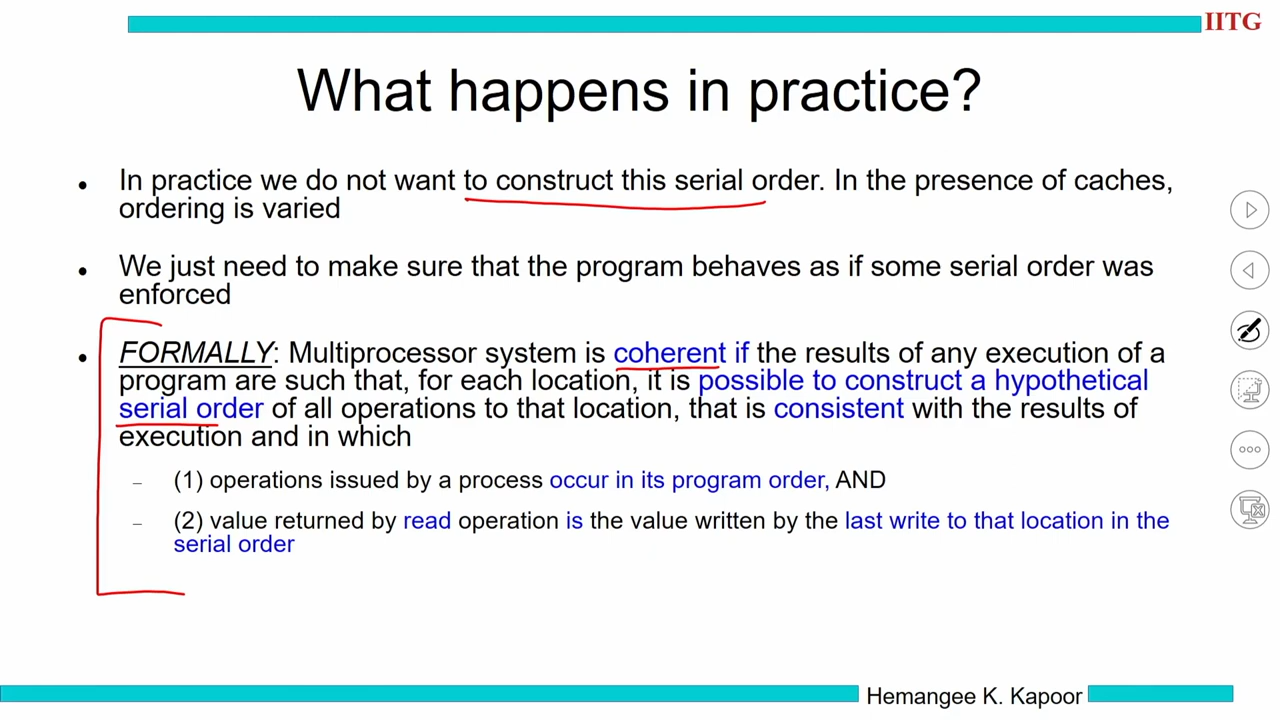 IITG
What happens in practice?
In practice we do not want to construct this serial order. In the presence of caches,
ordering is varied
We just need to make sure that the program behaves as if some serial order was
enforced
FORMALLY: Multiprocessor system is coherent if the results of any execution of a
program are such that, for each location, it is possible to construct a hypothetical
serial order of all operations to that location, that is consistent with the results of
execution and in which
(1) operations issued by a process occur in its program order, AND
(2) value returned by read operation is the value written by the last write to that location in the
serial order
Hemangee K. Kapoor